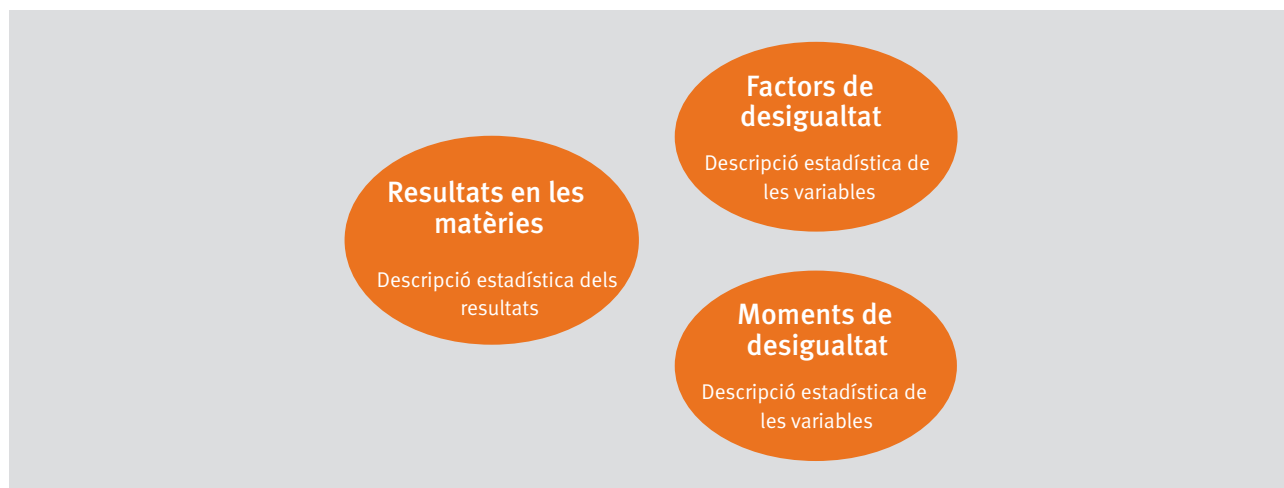 Resultats en les
matèries
Descripció estadística dels
resultats
Factors de
desigualtat
Descripció estadística de
les variables
Moments de
desigualtat
Descripció estadística de
les variables